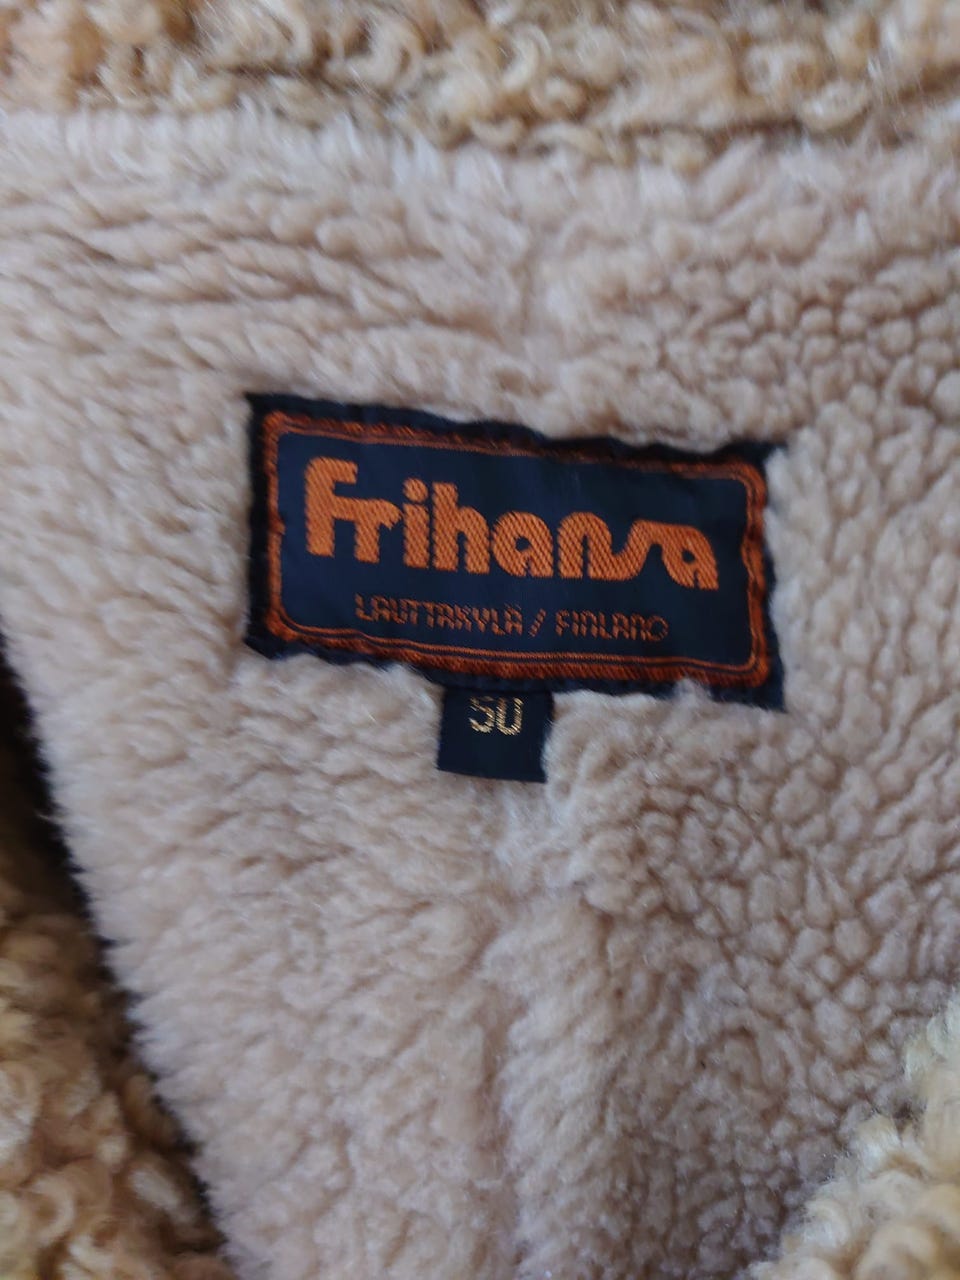 Frihansa
LAUTTAKYLÄ / FINLAND
50